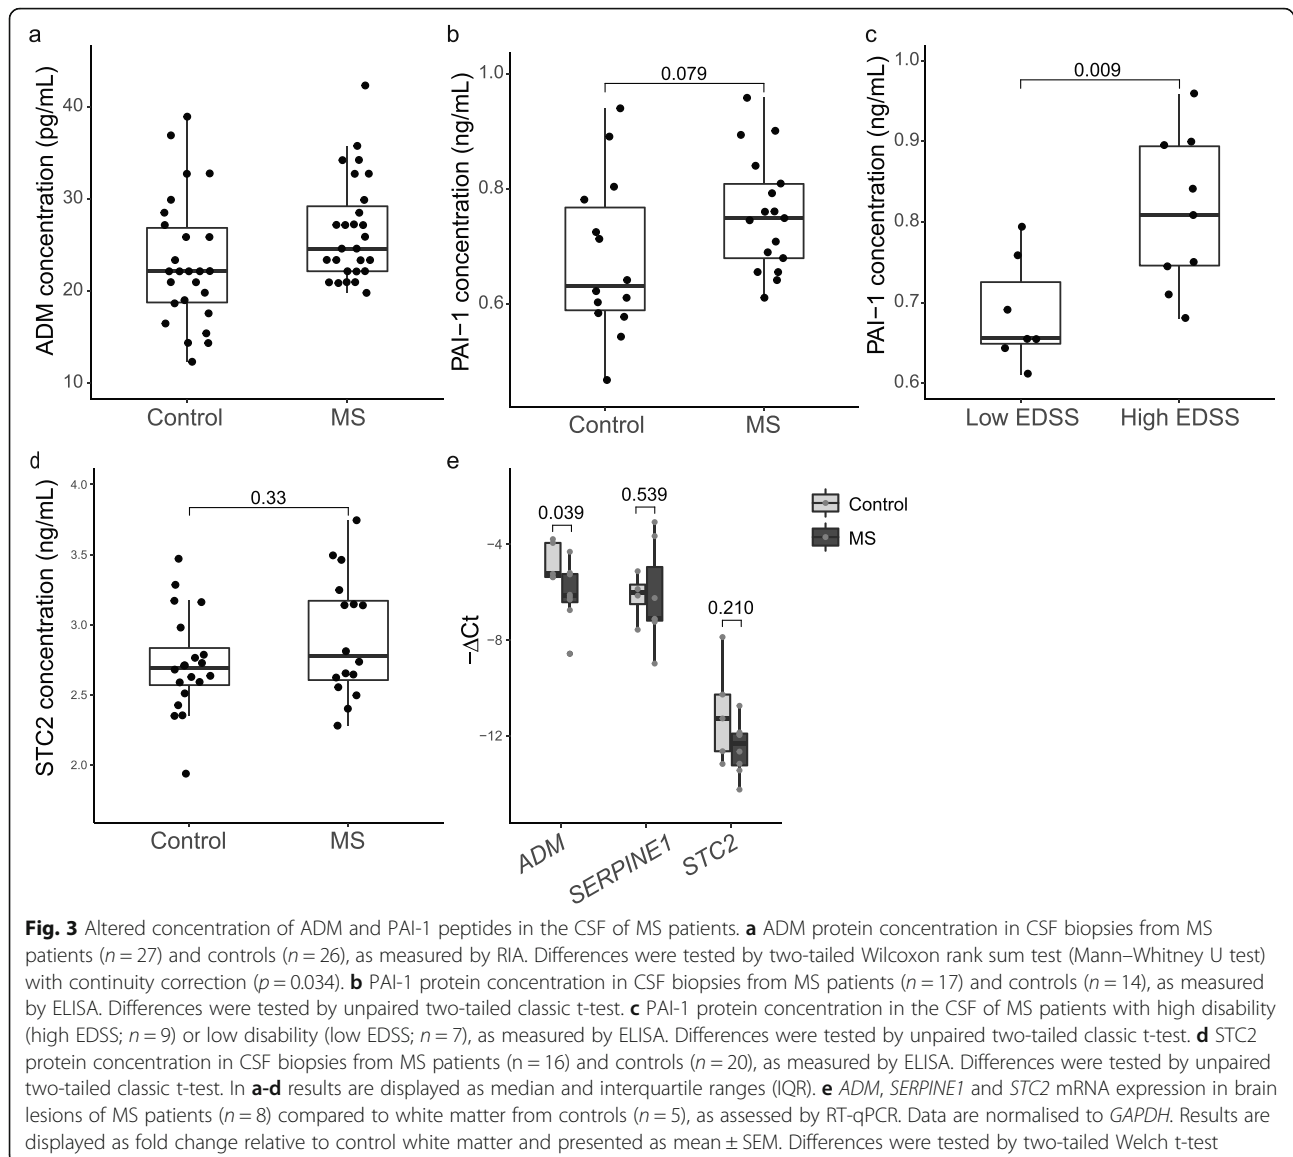 a
ADM concentration (pg/mL)
40
30
20
10
Control
MS
b
PAI−1 concentration (ng/mL)
1.0
0.8
0.6
0.079
Control
MS
c
PAI−1 concentration (ng/mL)
1.0
0.9
0.8
0.7
0.6
0.009
Low EDSS
High EDSS
d
STC2 concentration (ng/mL)
4.0
3.5
3.0
2.5
2.0
0.33
Control
MS
e
−ΔCt
−4
−8
−12
0.039
0.539
0.210
ADM
SERPINE1
STC2
Control
MS
Fig. 3 Altered concentration of ADM and PAI-1 peptides in the CSF of MS patients. a ADM protein concentration in CSF biopsies from MS
patients (n = 27) and controls (n = 26), as measured by RIA. Differences were tested by two-tailed Wilcoxon rank sum test (Mann–Whitney U test)
with continuity correction (p = 0.034). b PAI-1 protein concentration in CSF biopsies from MS patients (n = 17) and controls (n = 14), as measured
by ELISA. Differences were tested by unpaired two-tailed classic t-test. c PAI-1 protein concentration in the CSF of MS patients with high disability
(high EDSS; n = 9) or low disability (low EDSS; n = 7), as measured by ELISA. Differences were tested by unpaired two-tailed classic t-test. d STC2
protein concentration in CSF biopsies from MS patients (n = 16) and controls (n = 20), as measured by ELISA. Differences were tested by unpaired
two-tailed classic t-test. In a-d results are displayed as median and interquartile ranges (IQR). e ADM, SERPINE1 and STC2 mRNA expression in brain
lesions of MS patients (n = 8) compared to white matter from controls (n = 5), as assessed by RT-qPCR. Data are normalised to GAPDH. Results are
displayed as fold change relative to control white matter and presented as mean ± SEM. Differences were tested by two-tailed Welch t-test